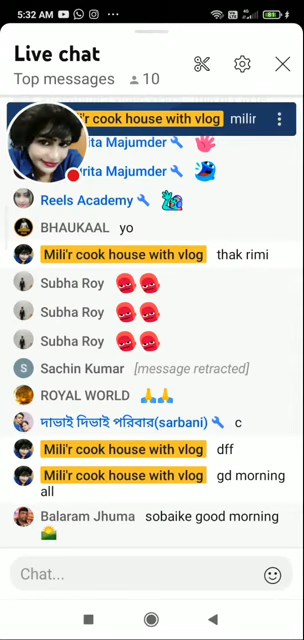 5:32 AM
Live chat
Top messages 10
Mili'r cook house with vlog milir
rita Majumder
rita Majumder
Reels Academy
BHAUKAAL yo
Mili'r cook house with vlog thak rimi
Subha Roy
Subha Roy
Subha Roy
S Sachin Kumar [message retracted]
ROYAL WORLD 🙏🙏
দাভাই দিভাই পরিবার(sarbani) c
Mili'r cook house with vlog dff
Mili'r cook house with vlog gd morning
all
Balaram Jhuma sobaike good morning
🌄
Chat...